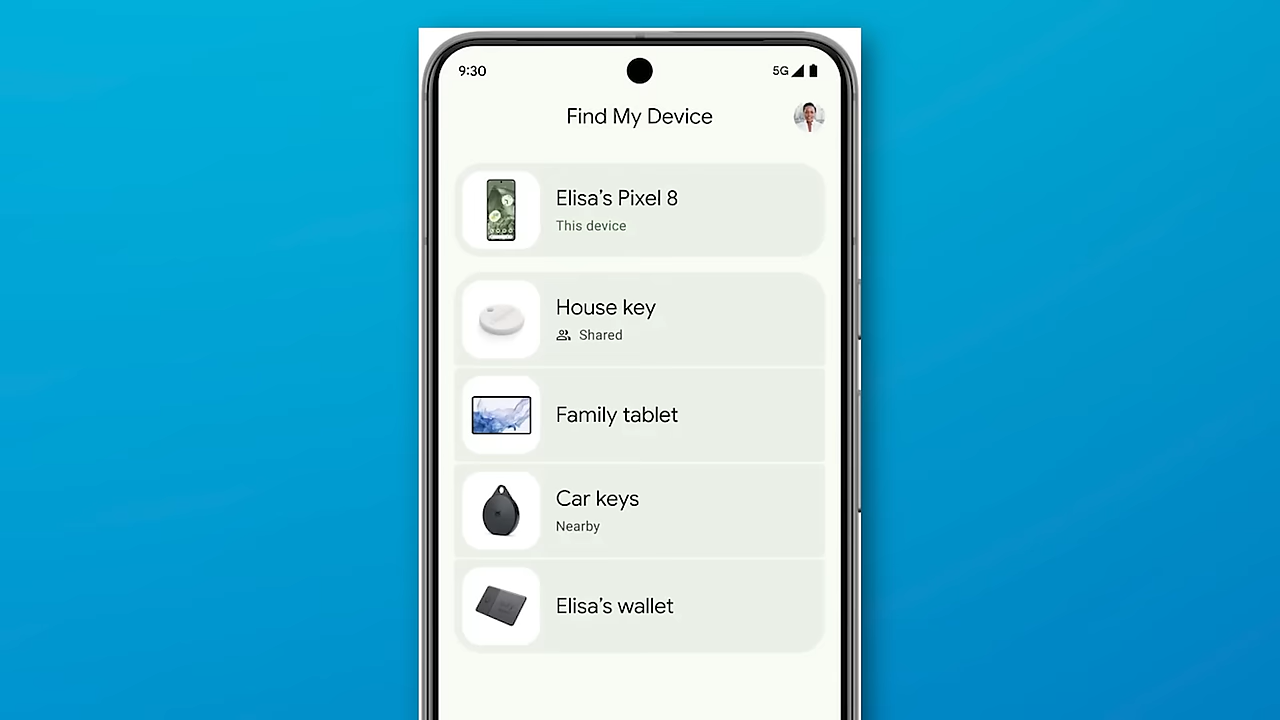 9:30
5G
Find My Device
Elisa’s Pixel 8
This device
House key
Shared
Family tablet
Car keys
Nearby
Elisa’s wallet